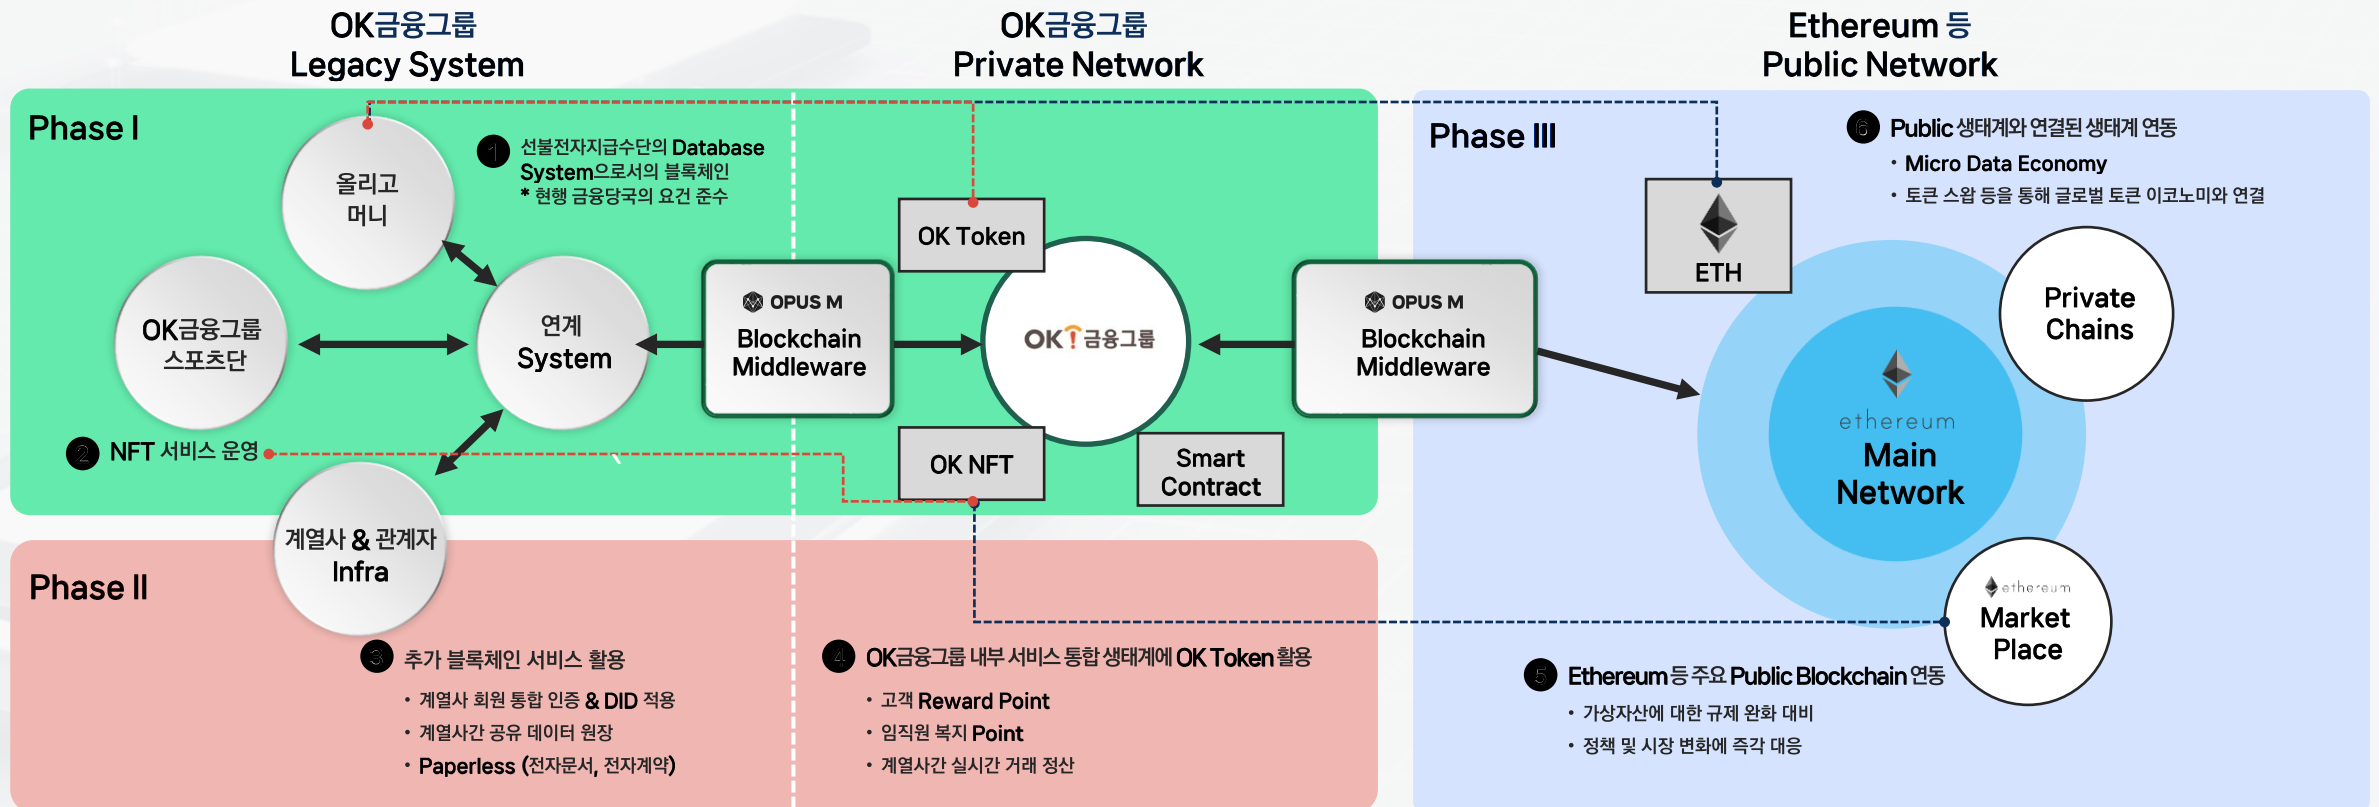 OK금융그룹
Legacy System
OK금융그룹
Private Network
Ethereum 등
Public Network
Phase I
올리고
머니
1
선불전자지급수단의 Database
System으로서의 블록체인
* 현행 금융당국의 요건 준수
OK금융그룹
스포츠단
연계
System
OPUS M
Blockchain
Middleware
OK Token
OK 금융그룹
OPUS M
Blockchain
Middleware
2 NFT 서비스 운영
OK NFT
Smart
Contract
계열사 & 관계자
Infra
Phase II
3 추가 블록체인 서비스 활용
• 계열사 회원 통합 인증 & DID 적용
• 계열사간 공유 데이터 원장
• Paperless (전자문서, 전자계약)
4 OK금융그룹 내부 서비스 통합 생태계에 OK Token 활용
• 고객 Reward Point
• 임직원 복지 Point
• 계열사간 실시간 거래 정산
Phase III
6 Public 생태계와 연결된 생태계 연동
• Micro Data Economy
• 토큰 스왑 등을 통해 글로벌 토큰 이코노미와 연결
ETH
Private
Chains
ethereum
Main
Network
ethereum
Market
Place
5 Ethereum 등 주요 Public Blockchain 연동
• 가상자산에 대한 규제 완화 대비
• 정책 및 시장 변화에 즉각 대응